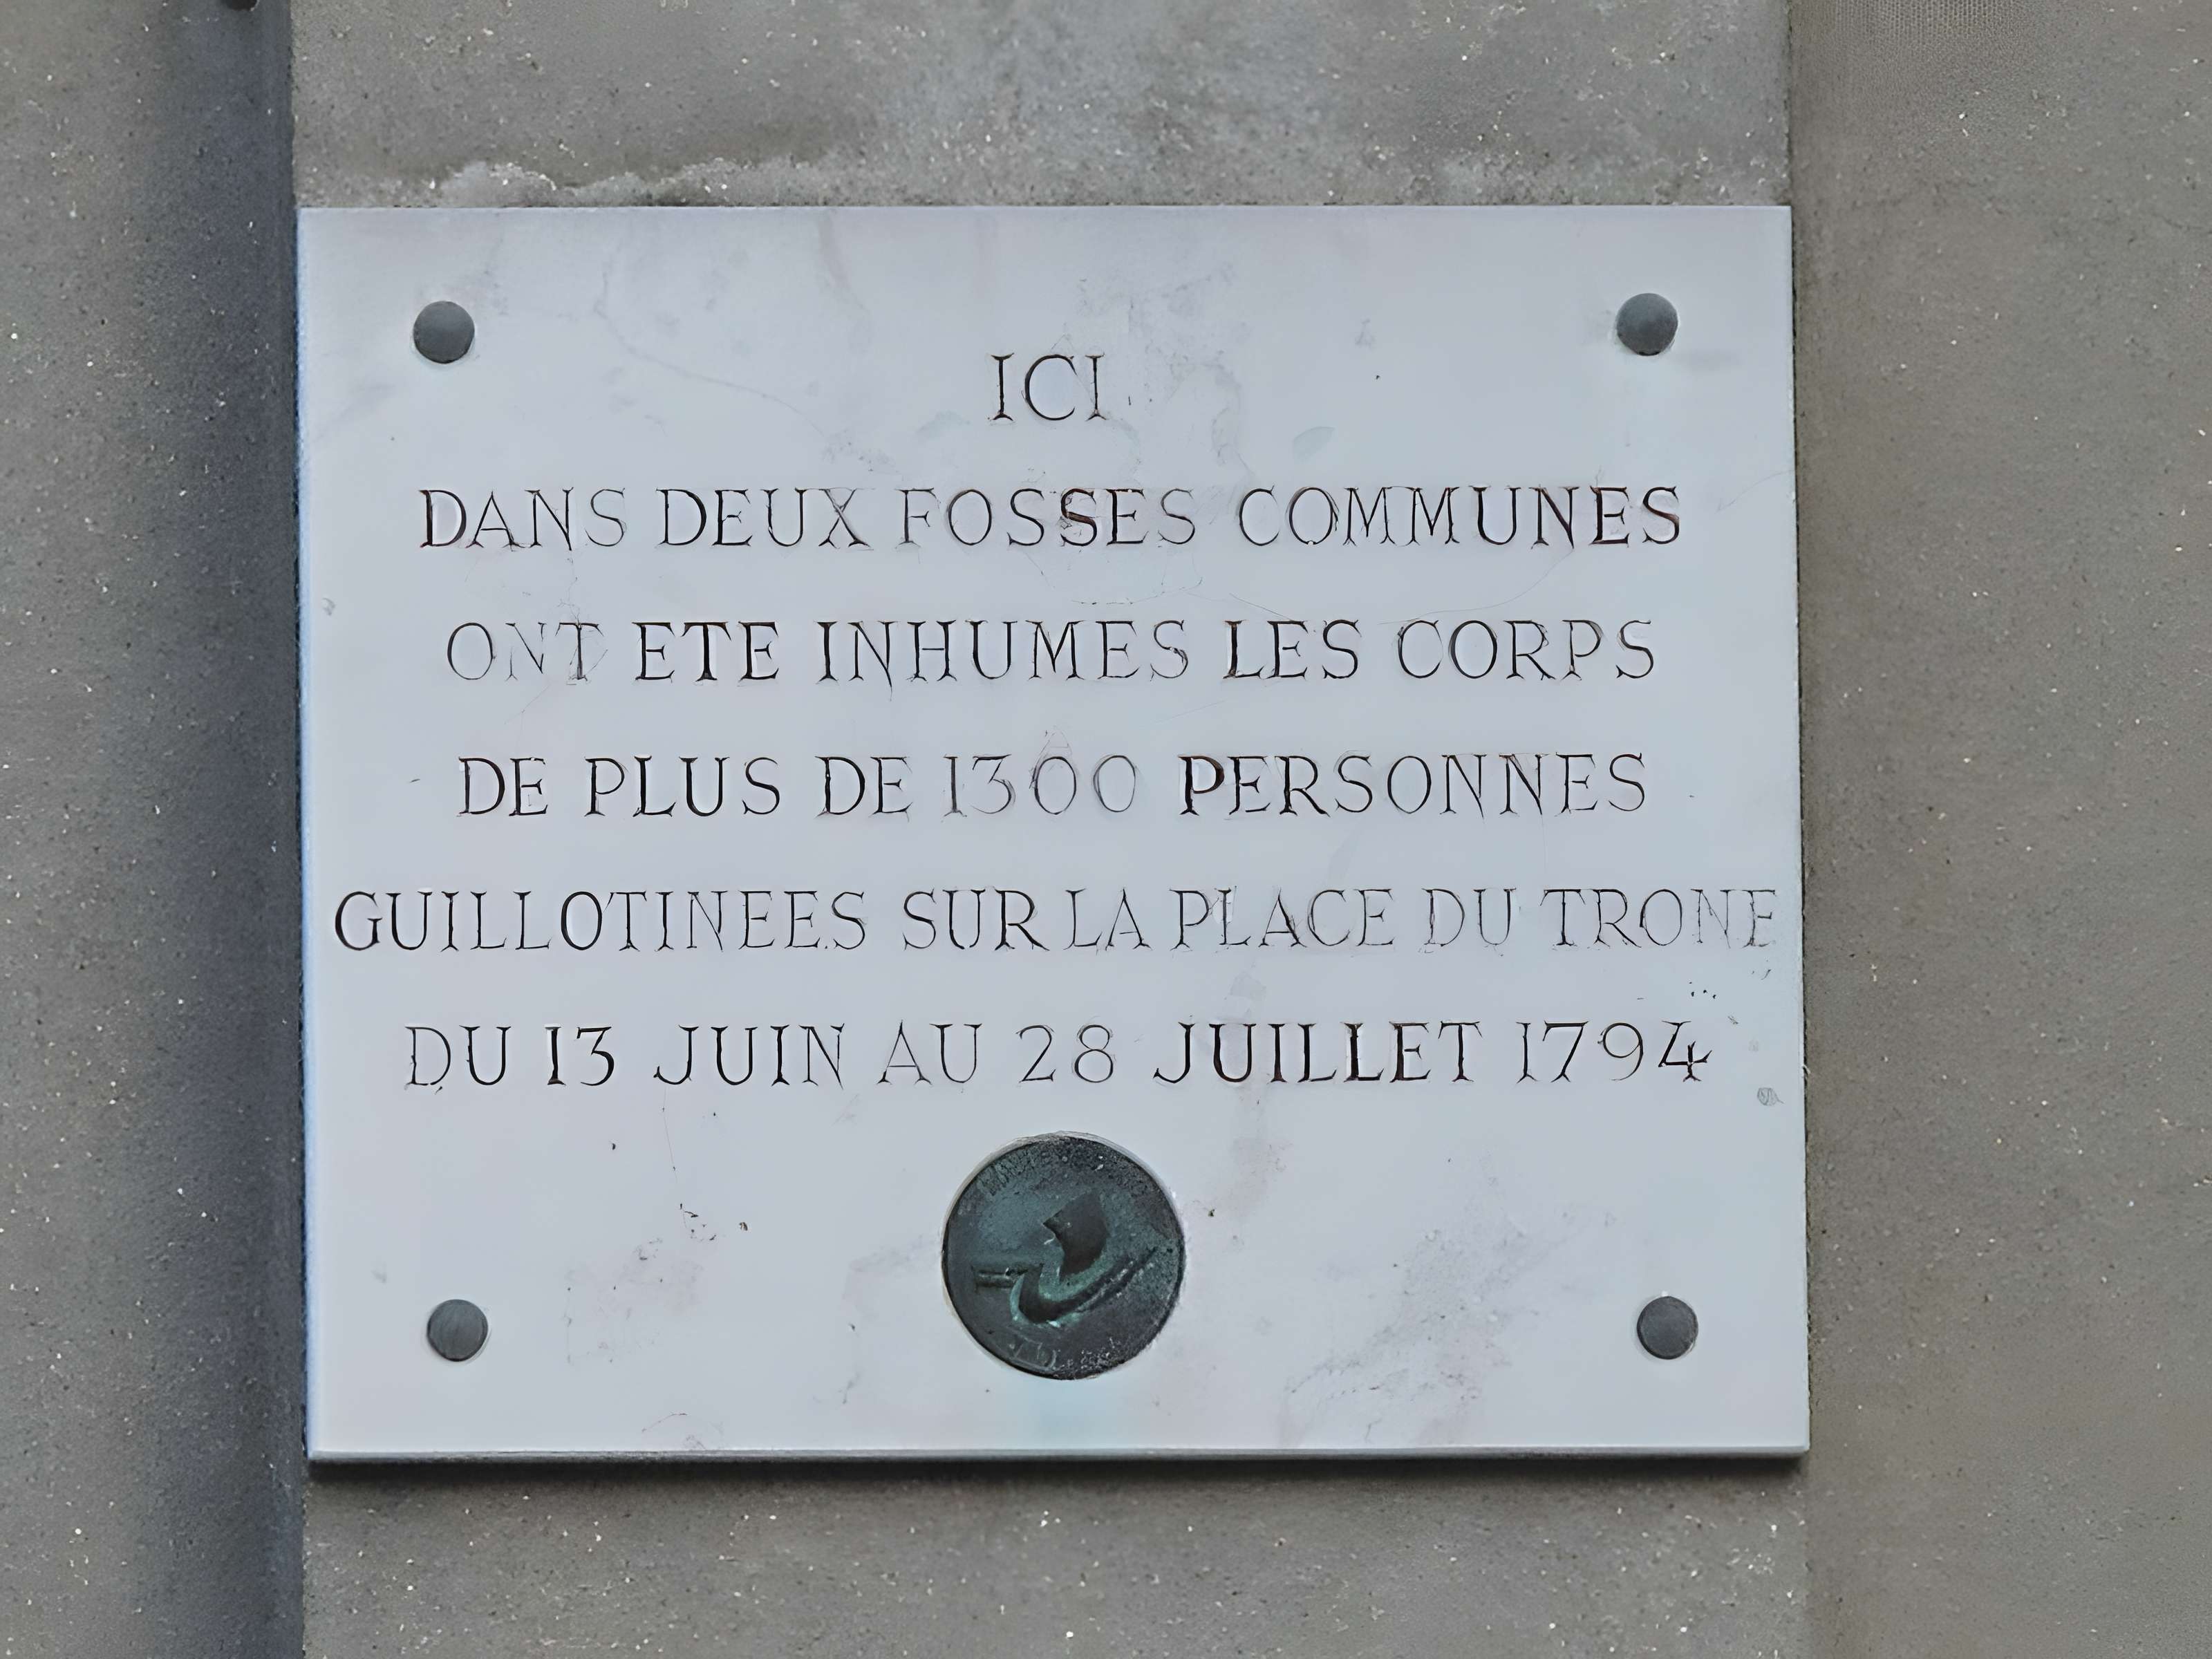 ICI
DANS DEUX FOSSES COMMUNES
ONT ETE INHUMES LES CORPS
DE PLUS DE 1300 PERSONNES
GUILLOTINEES SUR LA PLACE DU TRONE
DU 13 JUIN AU 28 JUILLET 1794